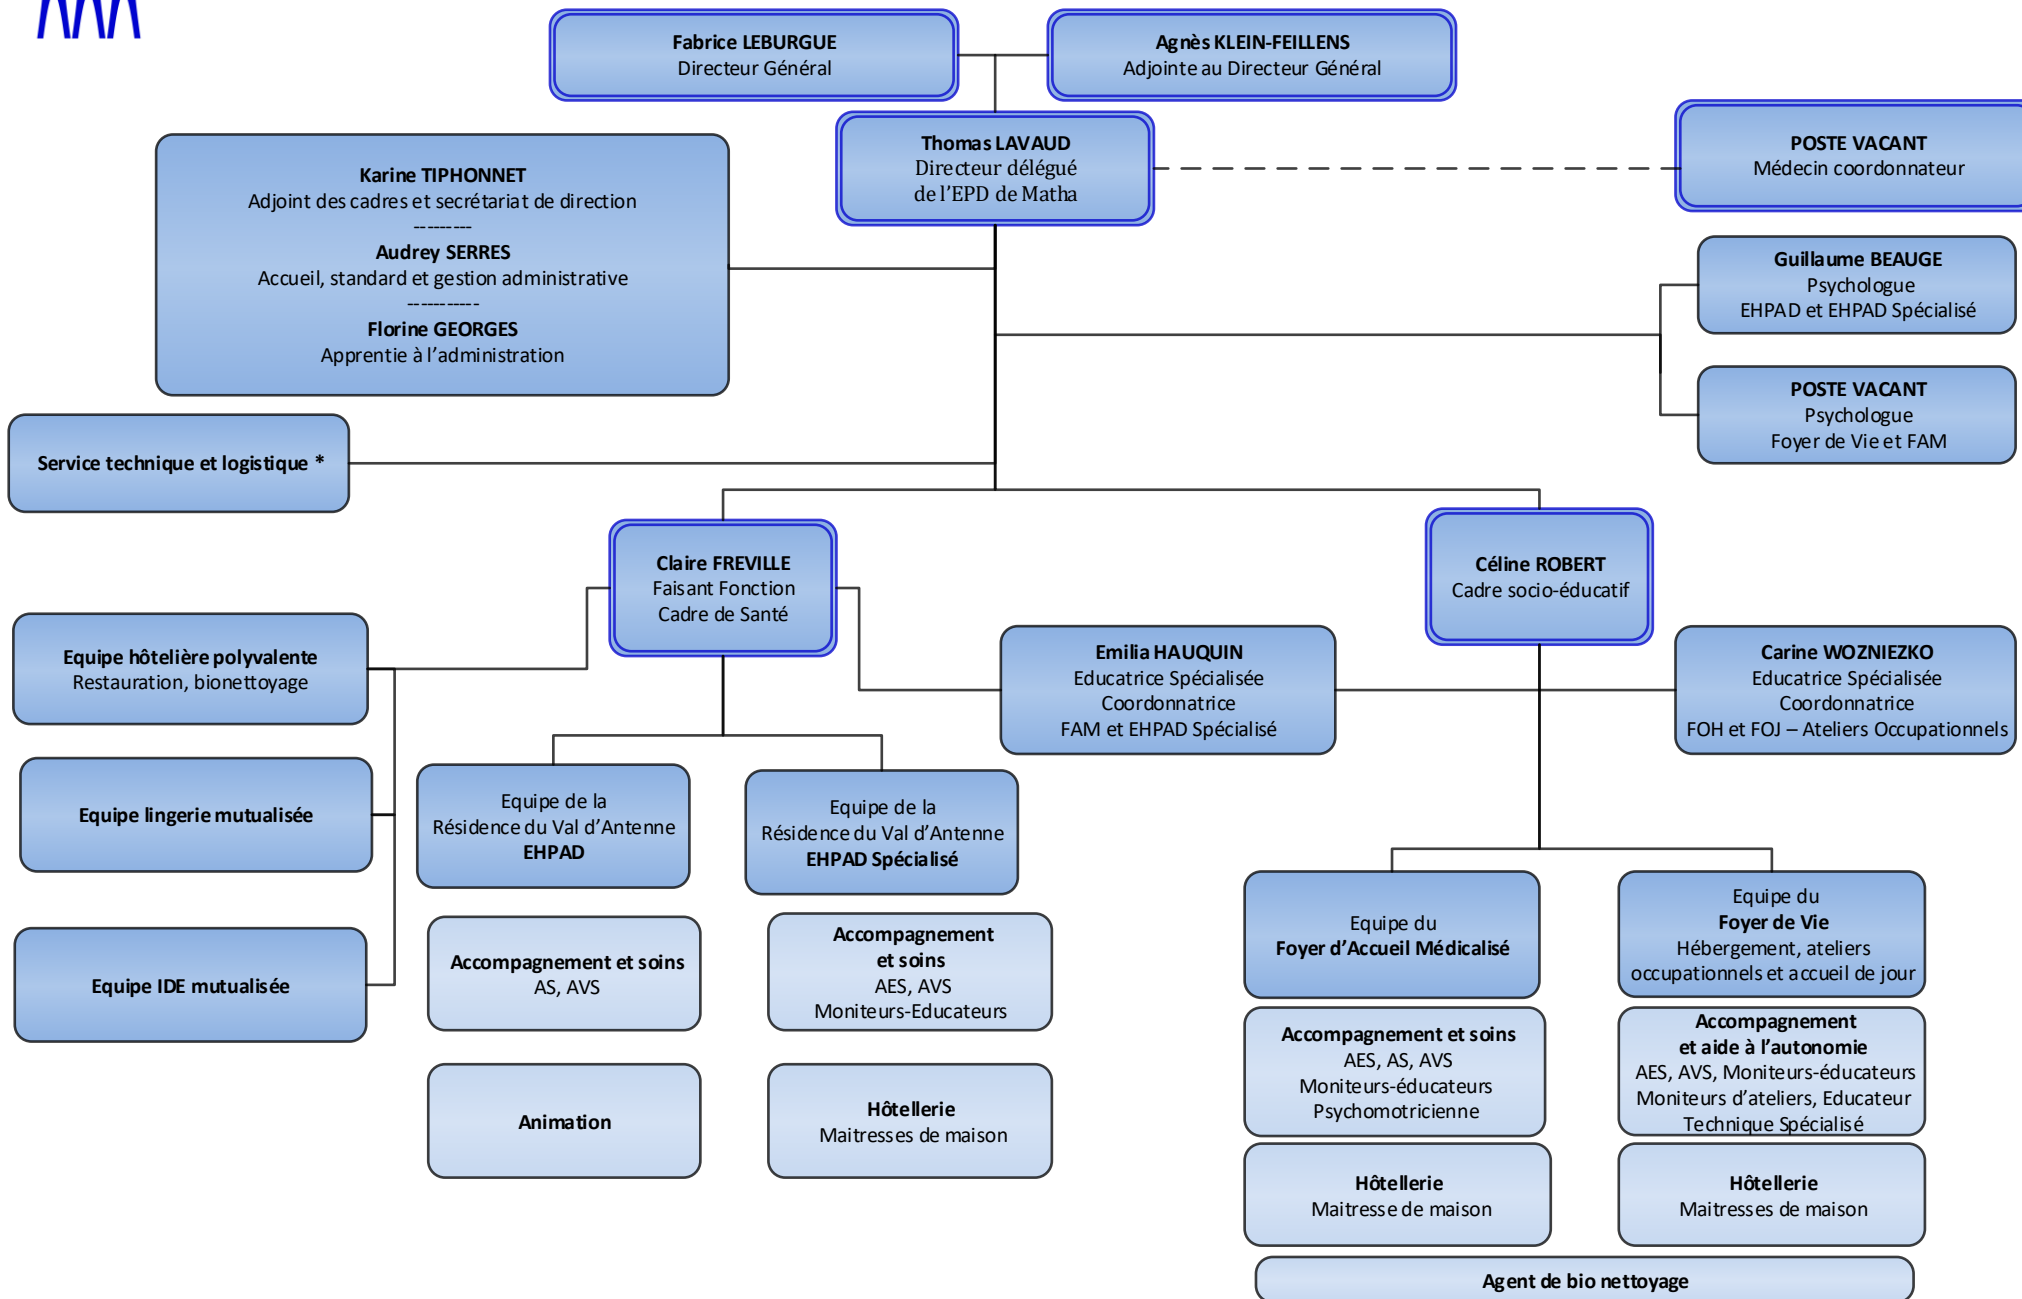 Fabrice LEBURGUE
Directeur Général
Agnès KLEIN-FEILLENS
Adjointe au Directeur Général
Thomas LAVAUD
Directeur délégué
de l’EPD de Matha
POSTE VACANT
Médecin coordonnateur
Karine TIPHONNET
Adjoint des cadres et secrétariat de direction
---------
Audrey SERRES
Accueil, standard et gestion administrative
-----------
Florine GEORGES
Apprentie à l’administration
Guillaume BEAUGE
Psychologue
EHPAD et EHPAD Spécialisé
POSTE VACANT
Psychologue
Foyer de Vie et FAM
Service technique et logistique *
Claire FREVILLE
Faisant Fonction
Cadre de Santé
Céline ROBERT
Cadre socio-éducatif
Equipe hôtelière polyvalente
Restauration, bionettoyage
Emilia HAUQUIN
Educatrice Spécialisée
Coordonnatrice
FAM et EHPAD Spécialisé
Carine WOZNIEZKO
Educatrice Spécialisée
Coordonnatrice
FOH et FOJ – Ateliers Occupationnels
Equipe lingerie mutualisée
Equipe de la
Résidence du Val d’Antenne
EHPAD
Equipe de la
Résidence du Val d’Antenne
EHPAD Spécialisé
Equipe IDE mutualisée
Equipe du
Foyer d’Accueil Médicalisé
Equipe du
Foyer de Vie
Hébergement, ateliers
occupationnels et accueil de jour
Accompagnement et soins
AS, AVS
Accompagnement
et soins
AES, AVS
Moniteurs-Educateurs
Accompagnement et soins
AES, AS, AVS
Moniteurs-éducateurs
Psychomotricienne
Accompagnement
et aide à l’autonomie
AES, AVS, Moniteurs-éducateurs
Moniteurs d’ateliers, Educateur
Technique Spécialisé
Animation
Hôtellerie
Maitresses de maison
Hôtellerie
Maitresse de maison
Hôtellerie
Maitresses de maison
Agent de bio nettoyage